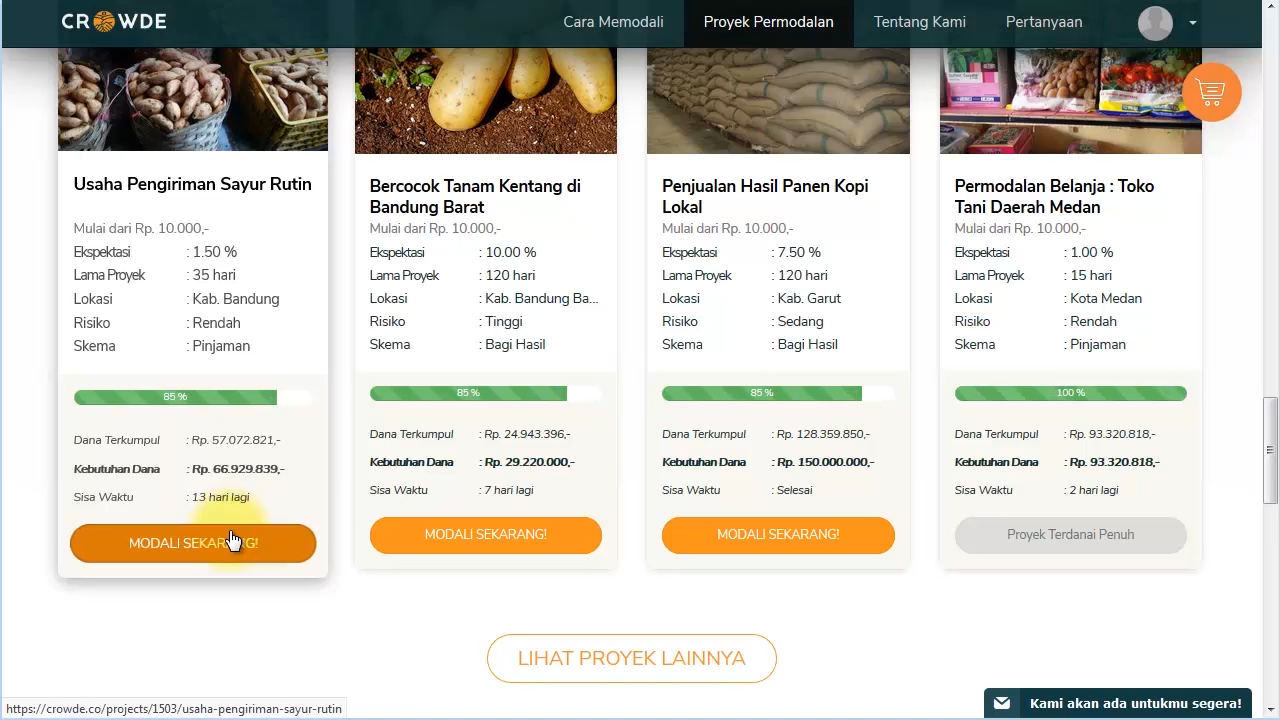 CROWDE
Cara Memodali
Proyek Permodalan
Tentang Kami
Pertanyaan
Usaha Pengiriman Sayur Rutin
Mulai dari Rp. 10.000,-
Ekspektasi : 1.50 %
Lama Proyek : 35 hari
Lokasi : Kab. Bandung
Risiko : Rendah
Skema : Pinjaman
85 %
Dana Terkumpul : Rp. 57.072.821,-
Kebutuhan Dana : Rp. 66.929.839,-
Sisa Waktu : 13 hari lagi
MODALI SEKARANG!
Bercocok Tanam Kentang di
Bandung Barat
Mulai dari Rp. 10.000,-
Ekspektasi : 10.00 %
Lama Proyek : 120 hari
Lokasi : Kab. Bandung Ba...
Risiko : Tinggi
Skema : Bagi Hasil
85 %
Dana Terkumpul : Rp. 24.943.396,-
Kebutuhan Dana : Rp. 29.220.000,-
Sisa Waktu : 7 hari lagi
MODALI SEKARANG!
Penjualan Hasil Panen Kopi
Lokal
Mulai dari Rp. 10.000,-
Ekspektasi : 7.50 %
Lama Proyek : 120 hari
Lokasi : Kab. Garut
Risiko : Sedang
Skema : Bagi Hasil
85 %
Dana Terkumpul : Rp. 128.359.850,-
Kebutuhan Dana : Rp. 150.000.000,-
Sisa Waktu : Selesai
MODALI SEKARANG!
Permodalan Belanja : Toko
Tani Daerah Medan
Mulai dari Rp. 10.000,-
Ekspektasi : 1.00 %
Lama Proyek : 15 hari
Lokasi : Kota Medan
Risiko : Rendah
Skema : Pinjaman
100 %
Dana Terkumpul : Rp. 93.320.818,-
Kebutuhan Dana : Rp. 93.320.818,-
Sisa Waktu : 2 hari lagi
Proyek Terdanai Penuh
LIHAT PROYEK LAINNYA
Kami akan ada untukmu segera!
https://crowde.co/projects/1503/usaha-pengiriman-sayur-rutin